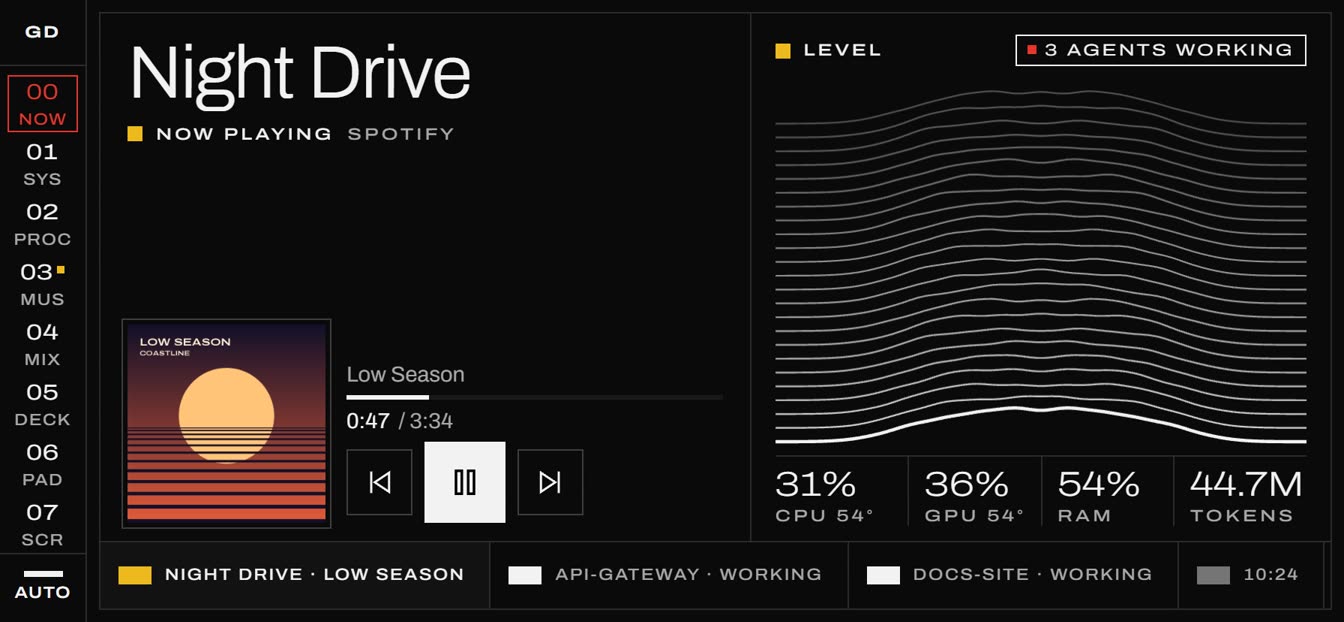 GD
00
NOW
01
SYS
02
PROC
03
MUS
04
MIX
05
DECK
06
PAD
07
SCR
AUTO
Night Drive
NOW PLAYING SPOTIFY
LOW SEASON
COASTLINE
Low Season
0:47 / 3:34
LEVEL
3 AGENTS WORKING
31%
CPU 54°
36%
GPU 54°
54%
RAM
44.7M
TOKENS
NIGHT DRIVE · LOW SEASON
API-GATEWAY · WORKING
DOCS-SITE · WORKING
10:24